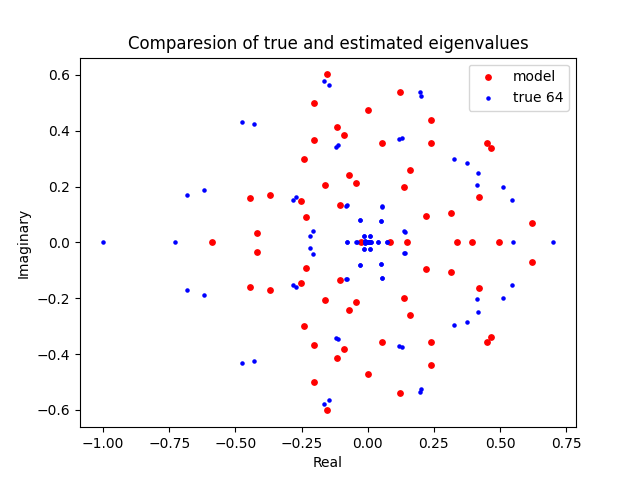 Comparesion of true and estimated eigenvalues
model
true 64
Imaginary
0.6
0.4
0.2
0.0
−0.2
−0.4
−0.6
−1.00 −0.75 −0.50 −0.25 0.00 0.25 0.50 0.75
Real